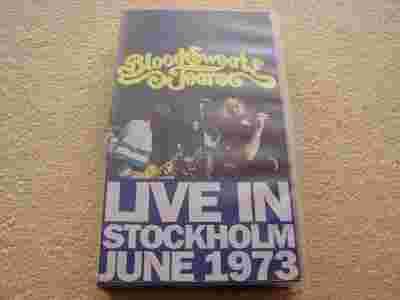 Blood Sweat &
Tears
LIVE IN
STOCKHOLM
JUNE 1973